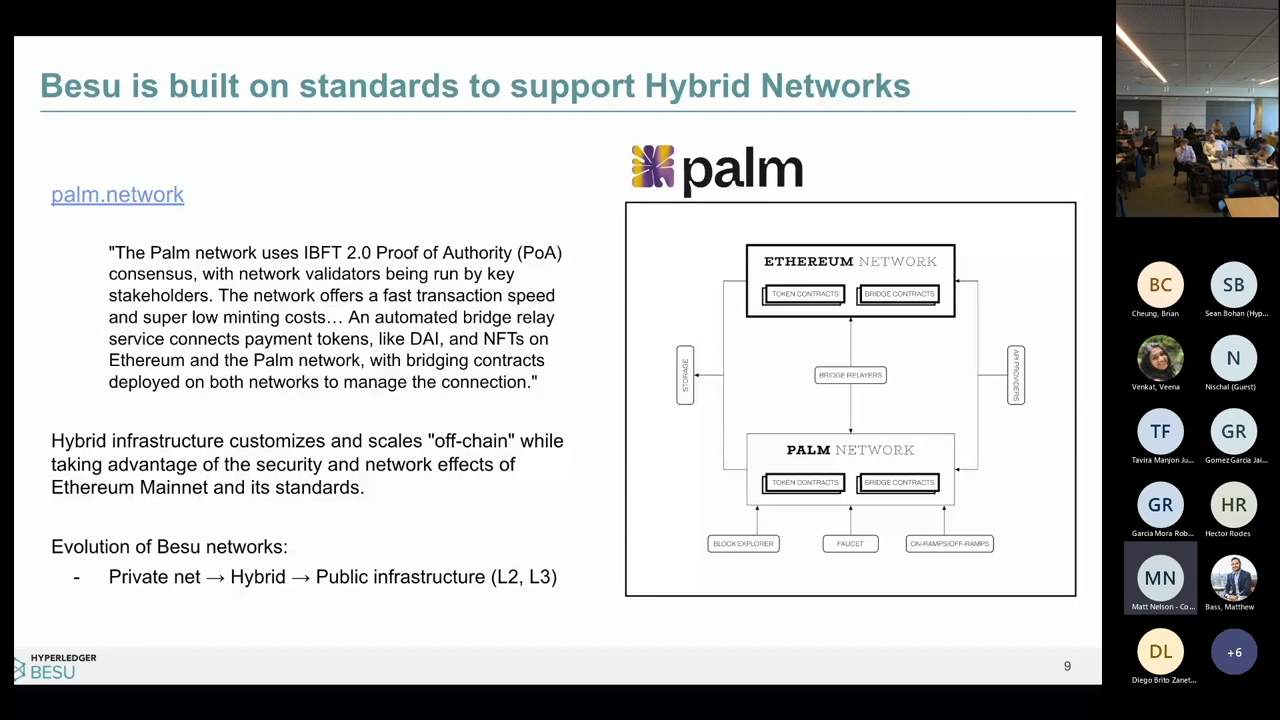 Besu is built on standards to support Hybrid Networks
palm.network
"The Palm network uses IBFT 2.0 Proof of Authority (PoA)
consensus, with network validators being run by key
stakeholders. The network offers a fast transaction speed
and super low minting costs… An automated bridge relay
service connects payment tokens, like DAI, and NFTs on
Ethereum and the Palm network, with bridging contracts
deployed on both networks to manage the connection."
Hybrid infrastructure customizes and scales "off-chain" while
taking advantage of the security and network effects of
Ethereum Mainnet and its standards.
Evolution of Besu networks:
- Private net → Hybrid → Public infrastructure (L2, L3)
palm
ETHEREUM NETWORK
TOKEN CONTRACTS
BRIDGE CONTRACTS
STORAGE
BRIDGE RELAYERS
API PROVIDERS
PALM NETWORK
TOKEN CONTRACTS
BRIDGE CONTRACTS
BLOCK EXPLORER
FAUCET
ON-RAMPS/OFF-RAMPS
HYPERLEDGER
BESU
9
BC
Cheung, Brian
SB
Sean Bohan (Hyp...
Venkat, Veena
N
Nischal (Guest)
TF
Tavira Manjon Ju...
GR
Gomez Garcia Jai...
GR
Garcia Mora Rob...
HR
Hector Rodes
MN
Matt Nelson - Co...
Bass, Matthew
DL
Diego Brito Zanet...
+6